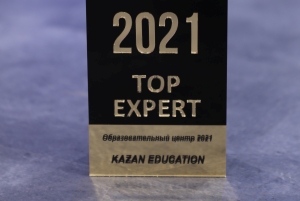 2021
TOP
EXPERT
Образовательный центр 2021
KAZAN EDUCATION